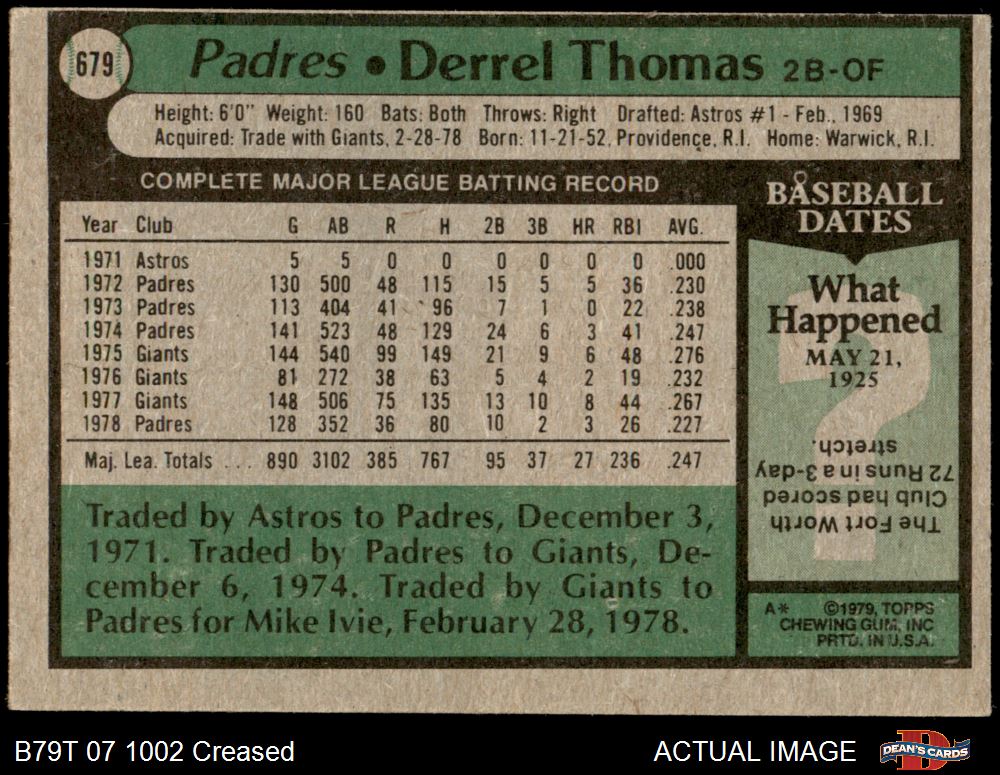 679
Padres • Derrel Thomas 2B-OF
Height: 6'0" Weight: 160 Bats: Both Throws: Right Drafted: Astros #1 - Feb., 1969
Acquired: Trade with Giants, 2-28-78 Born: 11-21-52, Providence, R.I. Home: Warwick, R.I.
COMPLETE MAJOR LEAGUE BATTING RECORD
Year Club G AB R H 2B 3B HR RBI AVG.
1971 Astros 5 5 0 0 0 0 0 0 .000
1972 Padres 130 500 48 115 15 5 5 36 .230
1973 Padres 113 404 41 96 7 1 0 22 .238
1974 Padres 141 523 48 129 24 6 3 41 .247
1975 Giants 144 540 99 149 21 9 6 48 .276
1976 Giants 81 272 38 63 5 4 2 19 .232
1977 Giants 148 506 75 135 13 10 8 44 .267
1978 Padres 128 352 36 80 10 2 3 26 .227
Maj. Lea. Totals ... 890 3102 385 767 95 37 27 236 .247
Traded by Astros to Padres, December 3,
1971. Traded by Padres to Giants, De-
cember 6, 1974. Traded by Giants to
Padres for Mike Ivie, February 28, 1978.
BASEBALL
DATES
What
Happened
MAY 21,
1925
?
The Fort Worth
Club had scored
72 Runs in a 3-day
stretch.
A* ©1979, TOPPS
CHEWING GUM, INC
PRTD. IN U.S.A.
B79T 07 1002 Creased
ACTUAL IMAGE
DEAN'S CARDS